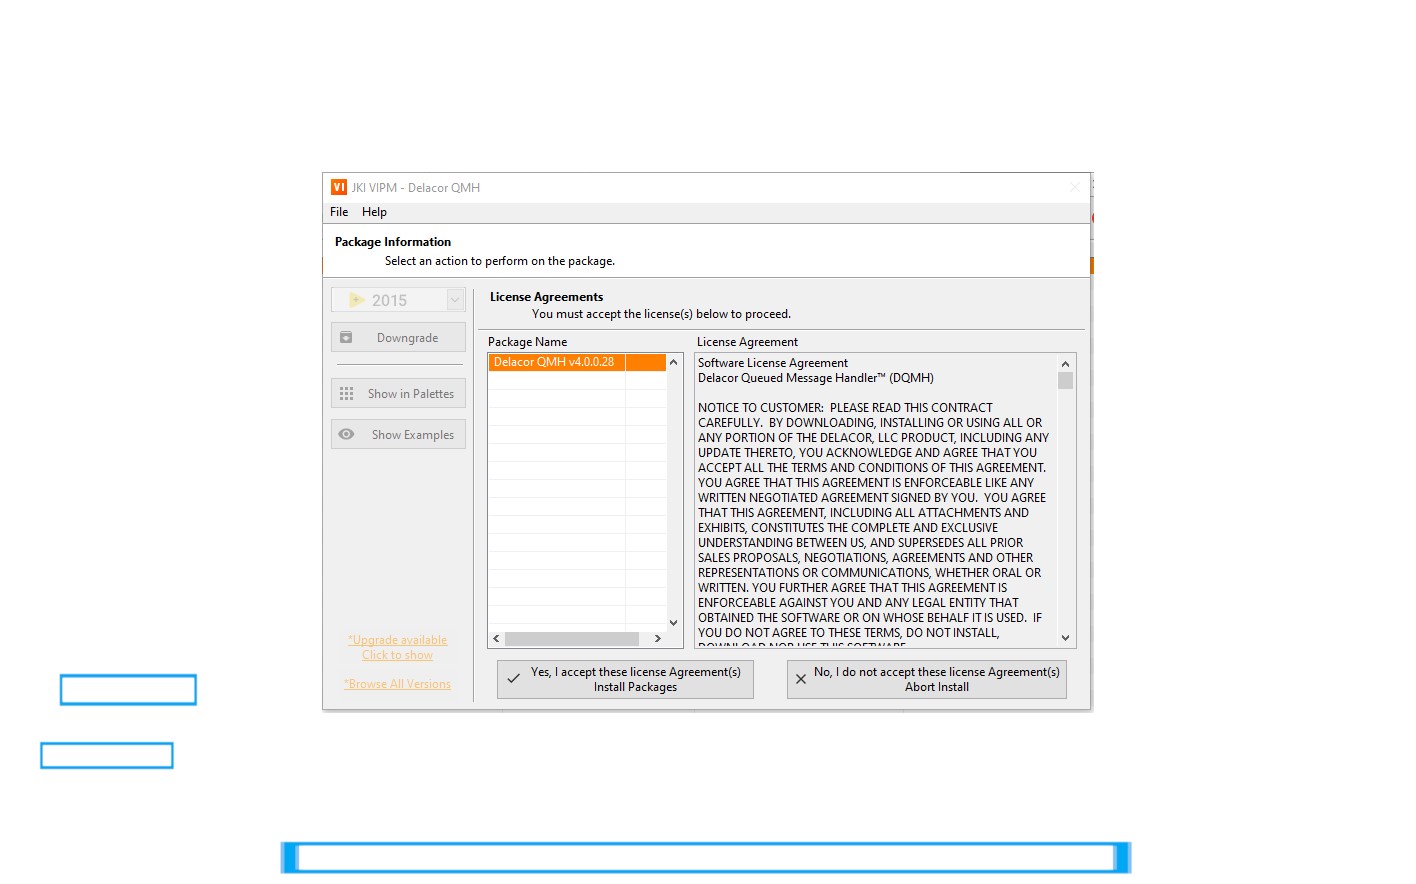 VI JKI VIPM - Delacor QMH
File Help
Package Information
Select an action to perform on the package.
2015
Downgrade
Show in Palettes
Show Examples
*Upgrade available
Click to show
*Browse All Versions
License Agreements
You must accept the license(s) below to proceed.
Package Name
Delacor QMH v4.0.0.28
License Agreement
Software License Agreement
Delacor Queued Message Handler™ (DQMH)
NOTICE TO CUSTOMER: PLEASE READ THIS CONTRACT
CAREFULLY. BY DOWNLOADING, INSTALLING OR USING ALL OR
ANY PORTION OF THE DELACOR, LLC PRODUCT, INCLUDING ANY
UPDATE THERETO, YOU ACKNOWLEDGE AND AGREE THAT YOU
ACCEPT ALL THE TERMS AND CONDITIONS OF THIS AGREEMENT.
YOU AGREE THAT THIS AGREEMENT IS ENFORCEABLE LIKE ANY
WRITTEN NEGOTIATED AGREEMENT SIGNED BY YOU. YOU AGREE
THAT THIS AGREEMENT, INCLUDING ALL ATTACHMENTS AND
EXHIBITS, CONSTITUTES THE COMPLETE AND EXCLUSIVE
UNDERSTANDING BETWEEN US, AND SUPERSEDES ALL PRIOR
SALES PROPOSALS, NEGOTIATIONS, AGREEMENTS AND OTHER
REPRESENTATIONS OR COMMUNICATIONS, WHETHER ORAL OR
WRITTEN. YOU FURTHER AGREE THAT THIS AGREEMENT IS
ENFORCEABLE AGAINST YOU AND ANY LEGAL ENTITY THAT
OBTAINED THE SOFTWARE OR ON WHOSE BEHALF IT IS USED. IF
YOU DO NOT AGREE TO THESE TERMS, DO NOT INSTALL,
DOWNLOAD NOR USE THIS SOFTWARE
Yes, I accept these license Agreement(s)
Install Packages
No, I do not accept these license Agreement(s)
Abort Install